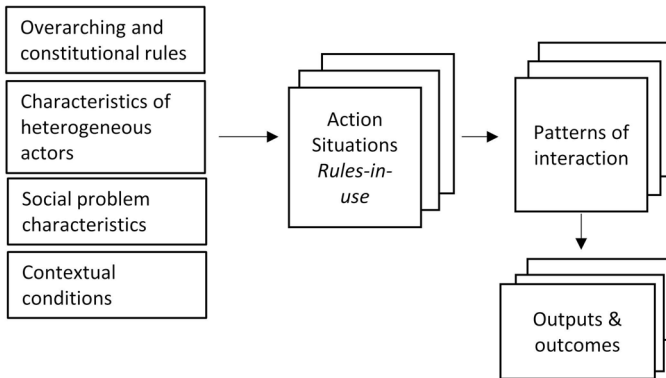 Overarching and
constitutional rules
Characteristics of
heterogeneous
actors
Social problem
characteristics
Contextual
conditions
Action
Situations
Rules-in-
use
Patterns of
interaction
Outputs &
outcomes